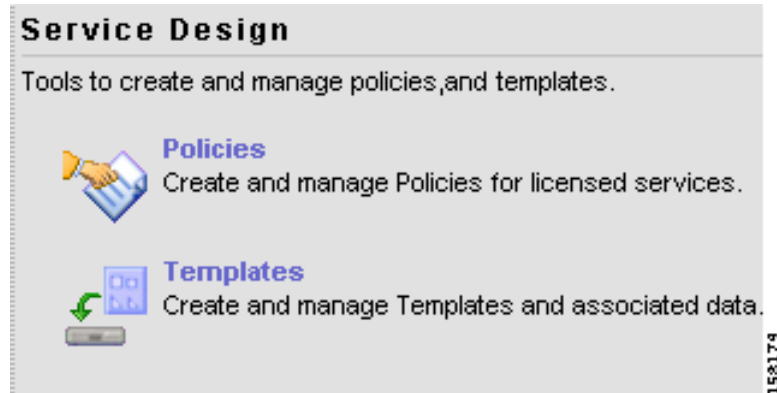 Service Design
Tools to create and manage policies,and templates.
Policies
Create and manage Policies for licensed services.
Templates
Create and manage Templates and associated data.
158174